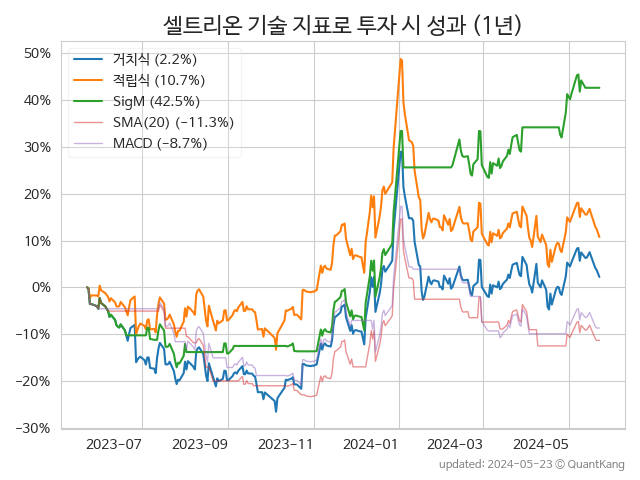 셀트리온 기술 지표로 투자 시 성과 (1년)
50%
40%
30%
20%
10%
0%
−10%
−20%
−30%
거치식 (2.2%)
적립식 (10.7%)
SigM (42.5%)
SMA(20) (−11.3%)
MACD (−8.7%)
2023-07
2023-09
2023-11
2024-01
2024-03
2024-05
updated: 2024-05-23 ⓒ QuantKang